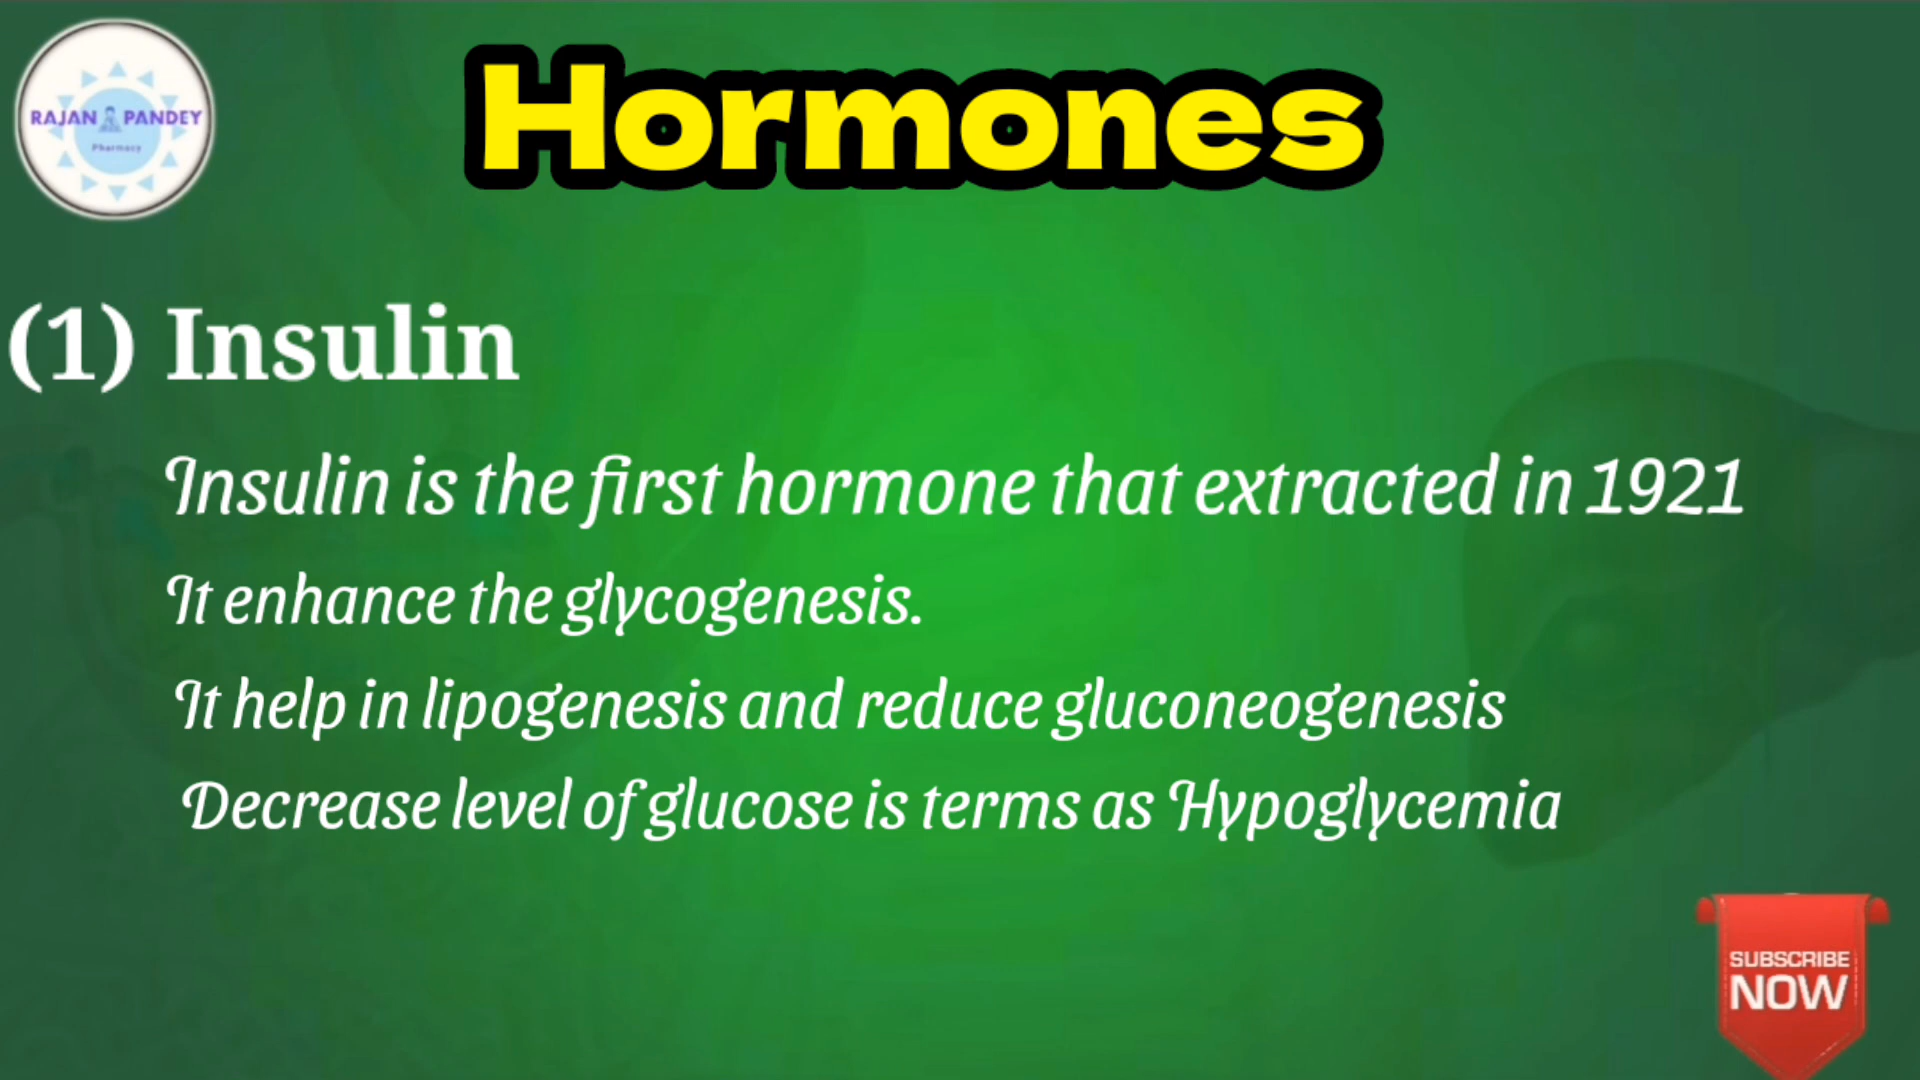 RAJAN PANDEY
Pharmacy
Hormones
(1) Insulin
Insulin is the first hormone that extracted in 1921
It enhance the glycogenesis.
It help in lipogenesis and reduce gluconeogenesis
Decrease level of glucose is terms as Hypoglycemia
SUBSCRIBE
NOW